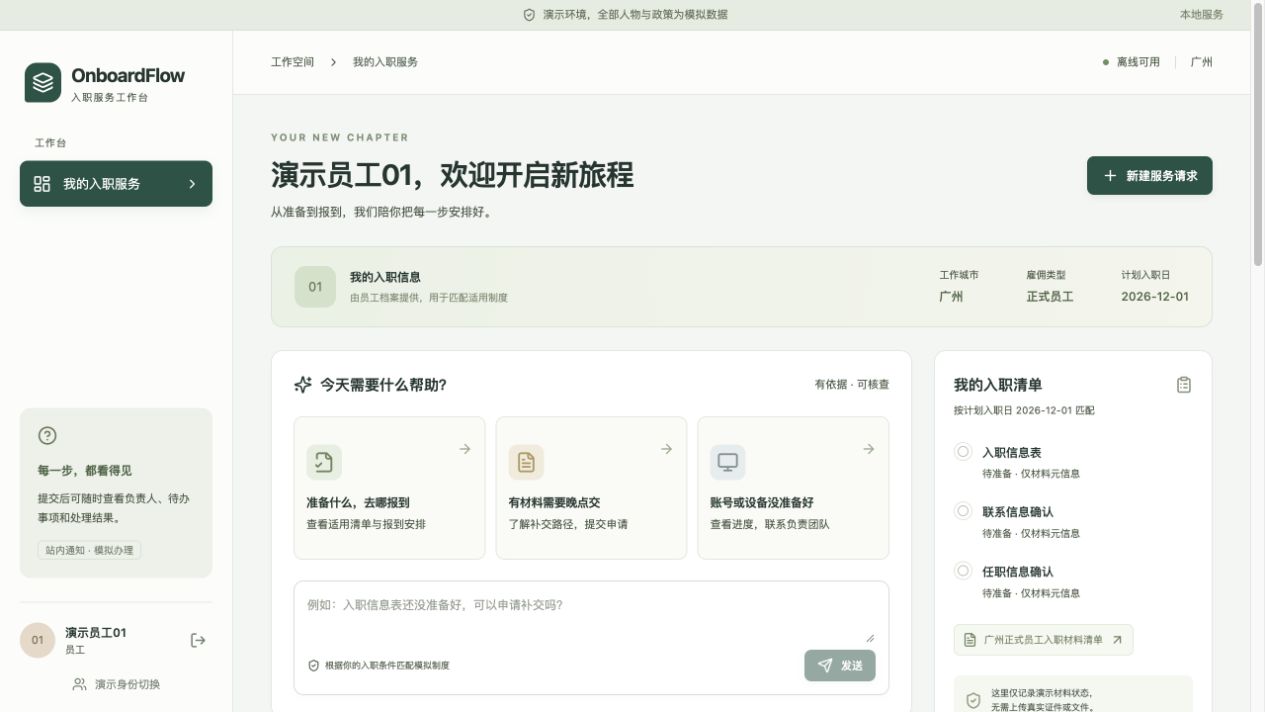 演示环境，全部人物与政策为模拟数据
本地服务
OnboardFlow
入职服务工作台
工作台
我的入职服务
每一步，都看得见
提交后可随时查看负责人、待办
事项和处理结果。
站内通知 · 模拟办理
01
演示员工01
员工
演示身份切换
工作空间
我的入职服务
离线可用
广州
YOUR NEW CHAPTER
演示员工01，欢迎开启新旅程
从准备到报到，我们陪你把每一步安排好。
新建服务请求
01
我的入职信息
由员工档案提供，用于匹配适用制度
工作城市
广州
雇佣类型
正式员工
计划入职日
2026-12-01
今天需要什么帮助?
有依据 · 可核查
准备什么，去哪报到
查看适用清单与报到安排
有材料需要晚点交
了解补交路径，提交申请
账号或设备没准备好
查看进度，联系负责团队
例如：入职信息表还没准备好，可以申请补交吗?
根据你的入职条件匹配模拟制度
发送
我的入职清单
按计划入职日 2026-12-01 匹配
入职信息表
待准备 · 仅材料元信息
联系信息确认
待准备 · 仅材料元信息
任职信息确认
待准备 · 仅材料元信息
广州正式员工入职材料清单
这里仅记录演示材料状态，
无需上传真实证件或文件。